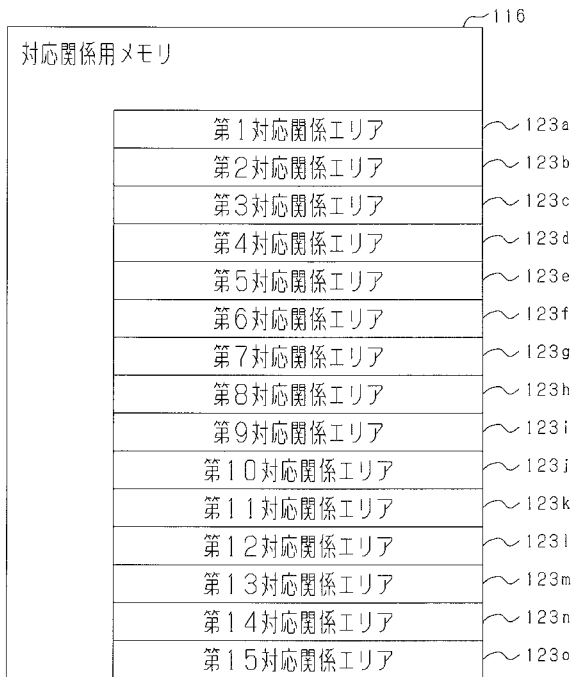 116
対応関係用メモリ
第1対応関係エリア 123a
第2対応関係エリア 123b
第3対応関係エリア 123c
第4対応関係エリア 123d
第5対応関係エリア 123e
第6対応関係エリア 123f
第7対応関係エリア 123g
第8対応関係エリア 123h
第9対応関係エリア 123i
第10対応関係エリア 123j
第11対応関係エリア 123k
第12対応関係エリア 123l
第13対応関係エリア 123m
第14対応関係エリア 123n
第15対応関係エリア 123o